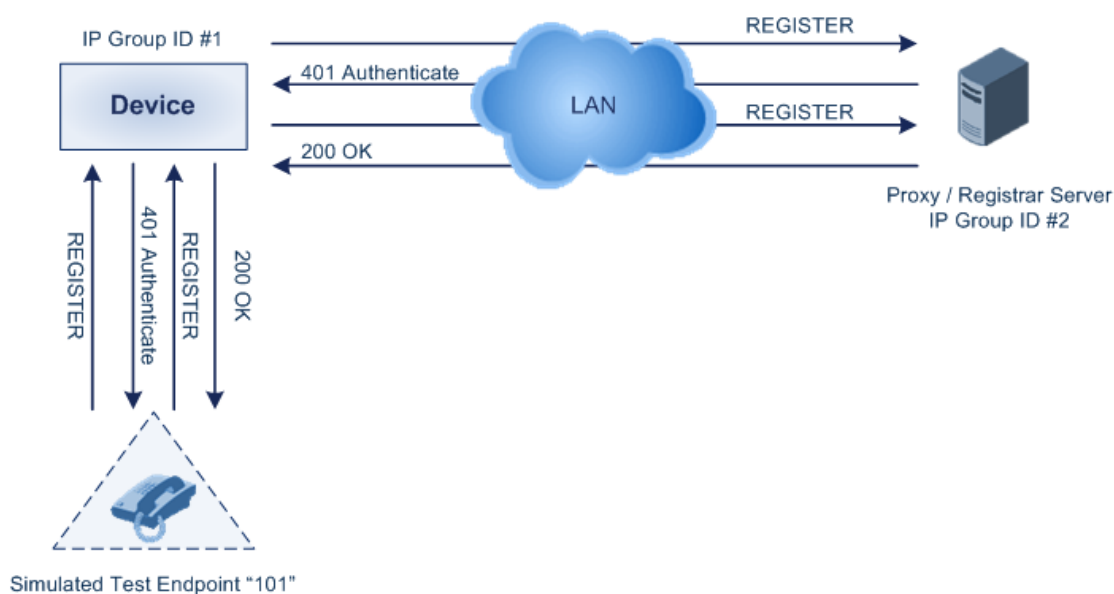 IP Group ID #1
REGISTER
Device
401 Authenticate
LAN
REGISTER
200 OK
Proxy / Registrar Server
IP Group ID #2
REGISTER
401 Authenticate
REGISTER
200 OK
Simulated Test Endpoint “101”